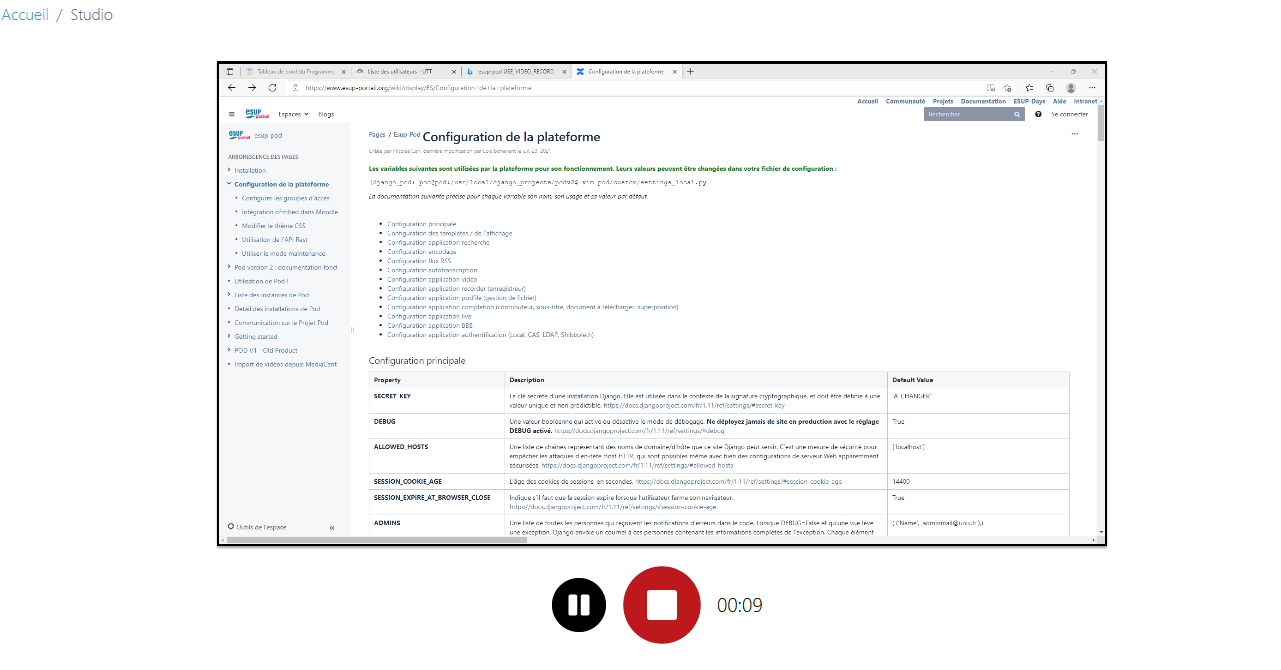 Accueil / Studio
Tableau de bord du Programme
Liste des utilisateurs - UTT
esup-pod USE_VIDEO_RECORD
Configuration de la plateforme
https://www.esup-portail.org/wiki/display/ES/Configuration+de+la+plateforme
Accueil Communauté Projets Documentation ESUP-Days Aide Intranet
ESUP portail Espaces Blogs
Rechercher
Se connecter
ESUP portail esup-pod
ARBORESCENCE DES PAGES
Installation
Configuration de la plateforme
Configurer les groupes d'accès
Intégration oEmbed dans Moodle
Modifier le thème CSS
Utilisation de l'API Rest
Utiliser le mode maintenance
Pod version 2 : documentation fonct
Utilisation de Pod !
Liste des instances de Pod
Detail des installations de Pod
Communication sur le Projet Pod
Getting started
POD V1 - Old Product
Import de vidéos depuis MediaCent
Outils de l'espace
Pages / Esup-Pod
Configuration de la plateforme
Créée par Nicolas Can, dernière modification par Loïc Bonavent le juil. 23, 2021
Les variables suivantes sont utilisées par la plateforme pour son fonctionnement. Leurs valeurs peuvent être changées dans votre fichier de configuration :
(django_pod) pod@pod:/usr/local/django_projects/podv2$ vim pod/custom/settings_local.py
La documentation suivante précise pour chaque variable son nom, son usage et sa valeur par défaut.
Configuration principale
Configuration des templates / de l'affichage
Configuration application recherche
Configuration encodage
Configuration flux RSS
Configuration autotranscription
Configuration application vidéo
Configuration application recorder (enregistreur)
Configuration application podfile (gestion de fichier)
Configuration application completion (contributeur, sous-titre, document à télécharger, superposition)
Configuration application live
Configuration application BBB
Configuration application authentification (Local, CAS, LDAP, Shibboleth)
Configuration principale
Property Description Default Value
SECRET_KEY La clé secrète d'une installation Django. Elle est utilisée dans le contexte de la signature cryptographique, et doit être définie à une 'A_CHANGER'
valeur unique et non prédictible. https://docs.djangoproject.com/fr/1.11/ref/settings/#secret-key
DEBUG Une valeur booléenne qui active ou désactive le mode de débogage. Ne déployez jamais de site en production avec le réglage True
DEBUG activé. https://docs.djangoproject.com/fr/1.11/ref/settings/#debug
ALLOWED_HOSTS Une liste de chaînes représentant des noms de domaine/d'hôte que ce site Django peut servir. C'est une mesure de sécurité pour ['localhost']
empêcher les attaques d'en-tête Host HTTP, qui sont possibles même avec bien des configurations de serveur Web apparemment
sécurisées. https://docs.djangoproject.com/fr/1.11/ref/settings/#allowed-hosts
SESSION_COOKIE_AGE L'âge des cookies de sessions, en secondes. https://docs.djangoproject.com/fr/1.11/ref/settings/#session-cookie-age 14400
SESSION_EXPIRE_AT_BROWSER_CLOSE Indique s'il faut que la session expire lorsque l'utilisateur ferme son navigateur. True
https://docs.djangoproject.com/fr/1.11/ref/settings/#session-cookie-age
ADMINS Une liste de toutes les personnes qui reçoivent les notifications d'erreurs dans le code. Lorsque DEBUG=False et qu'une vue lève ( ('Name', 'adminmail@univ.fr'),)
une exception, Django envoie un courriel à ces personnes contenant les informations complètes de l'exception. Chaque élément
00:09